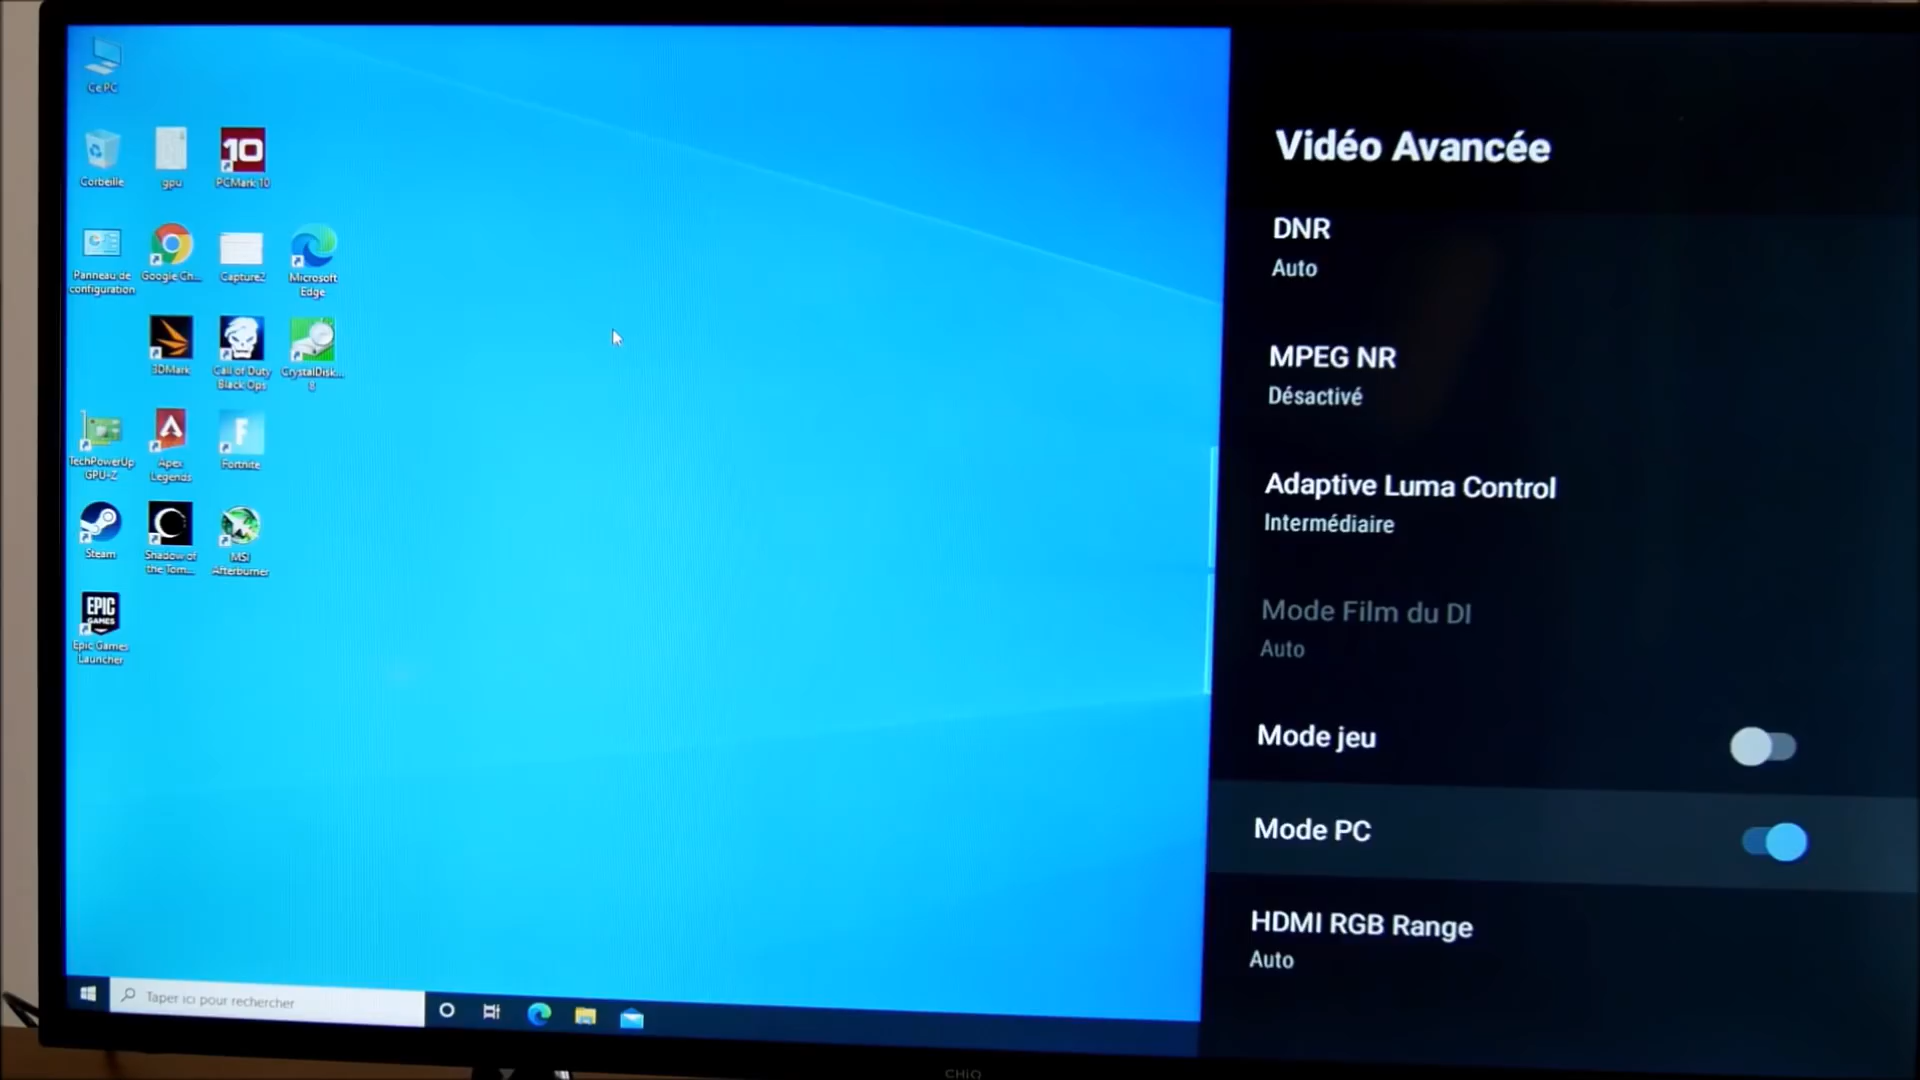 Ce PC
Corbeille
gpu
10
PCMark 10
Panneau de
configuration
Google Ch...
Capture2
Microsoft
Edge
3DMark
Call of Duty
Black Ops
CrystalDisk...
8
TechPowerUp
GPU-Z
Apex
Legends
F
Fortnite
Steam
Shadow of
the Tom...
MSI
Afterburner
EPIC
GAMES
Epic Games
Launcher
Taper ici pour rechercher
Vidéo Avancée
DNR
Auto
MPEG NR
Désactivé
Adaptive Luma Control
Intermédiaire
Mode Film du DI
Auto
Mode jeu
Mode PC
HDMI RGB Range
Auto
CHiQ